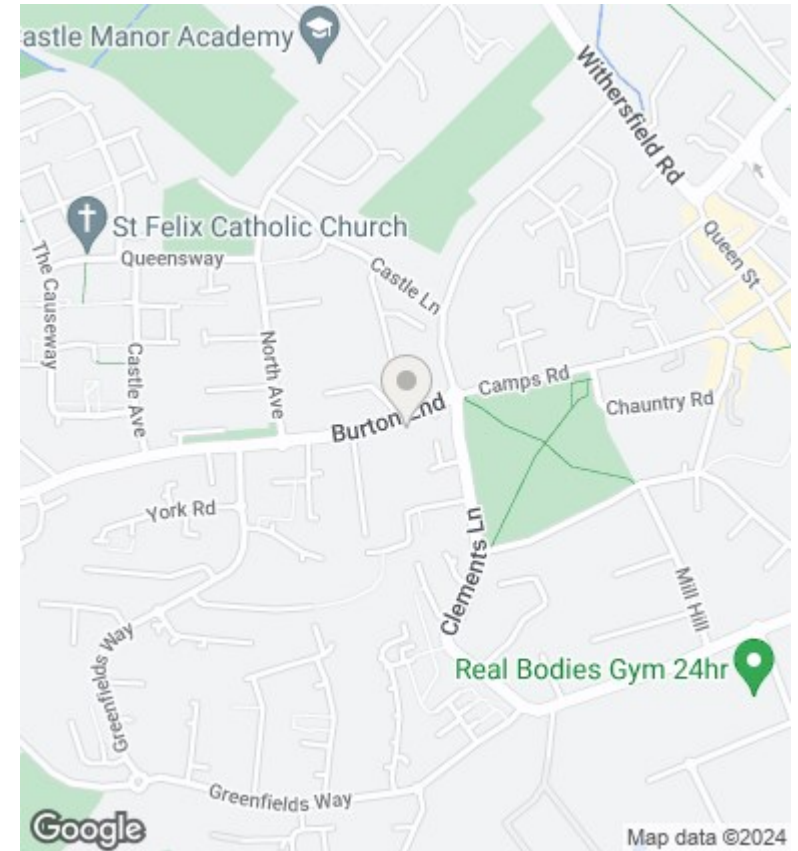 astle Manor Academy
Withersfield Rd
St Felix Catholic Church
Queensway
Queen St
The Causeway
Castle Ln
Castle Ave
North Ave
Camps Rd
Chauntry Rd
Burton End
York Rd
Clements Ln
Mill Hill
Greenfields Way
Real Bodies Gym 24hr
Greenfields Way
Google
Map data ©2024